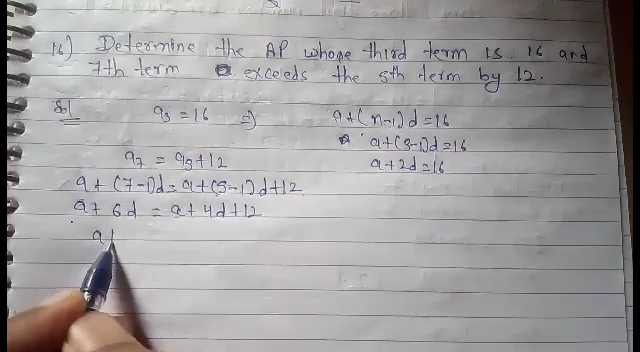 16) Determine the AP whose third term is 16 and
7th term exceeds the 5th term by 12.
Sol a₃ = 16 ⇒ a+(n-1)d=16
a+(3-1)d=16
a+2d=16
a₇ = a₅+12
a+(7-1)d=a+(5-1)d+12
a+6d = a+4d+12
a